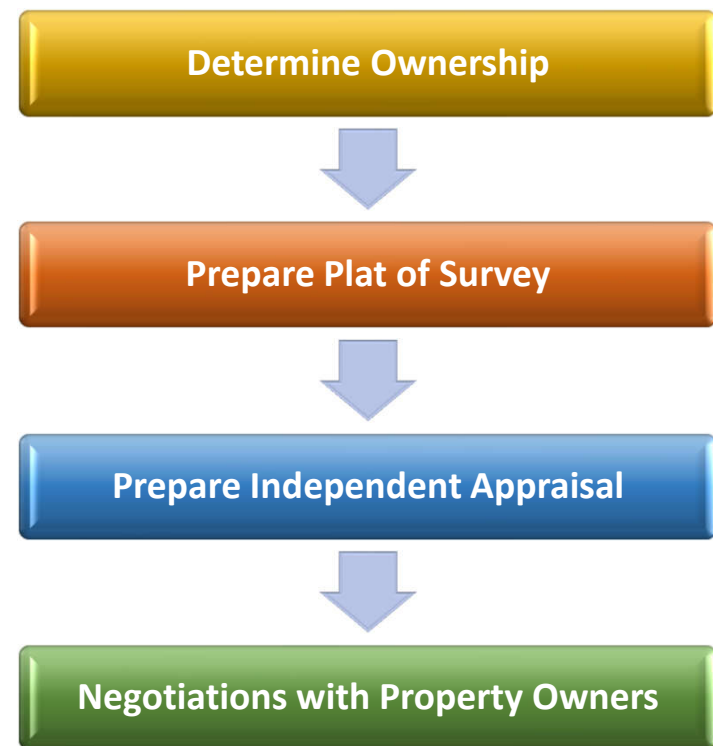 Determine Ownership
Prepare Plat of Survey
Prepare Independent Appraisal
Negotiations with Property Owners